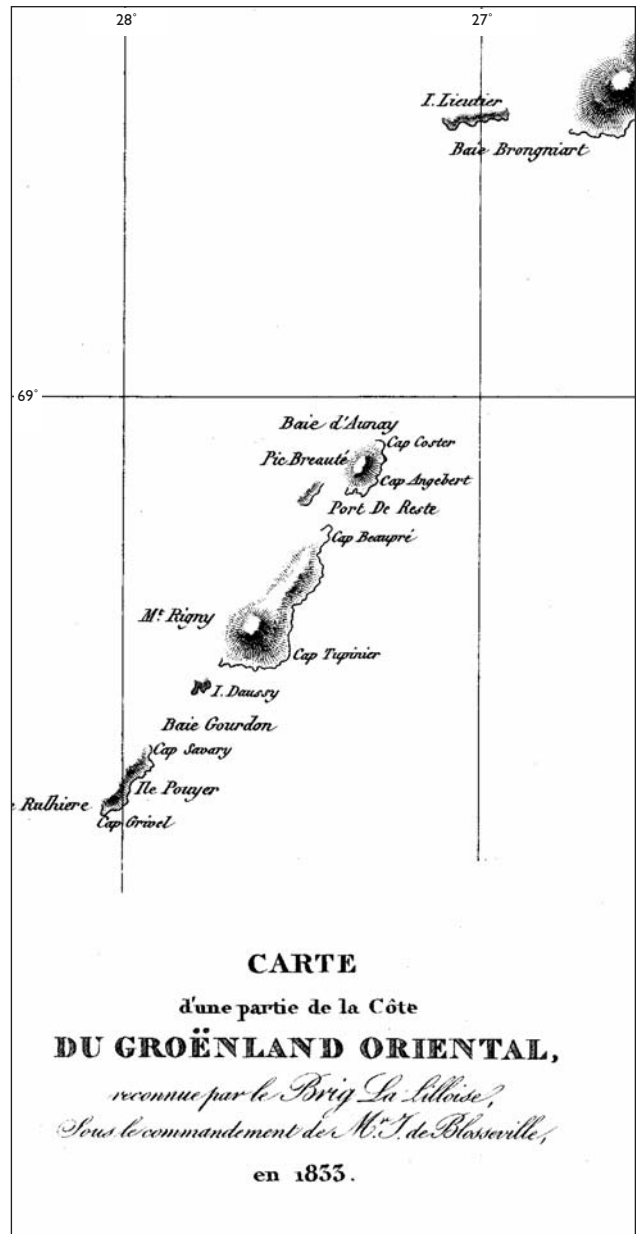 28°
27°
I. Lieutier
Baie Brongniart
69°
Baie d'Aunay
Cap Coster
Pic Breauté
Cap Angebert
Port De Reste
Cap Beaupré
Mt Rigny
Cap Tupinier
I. Daussy
Baie Gourdon
Cap Savary
Ile Pouyer
e Rulhiere
Cap Grivel
CARTE
d'une partie de la Côte
DU GROËNLAND ORIENTAL,
reconnue par le Brig La Lilloise,
Sous le commandement de Mr. J. de Blosseville,
en 1833.